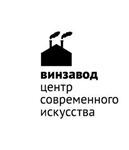 винзавод
центр
современного
искусства